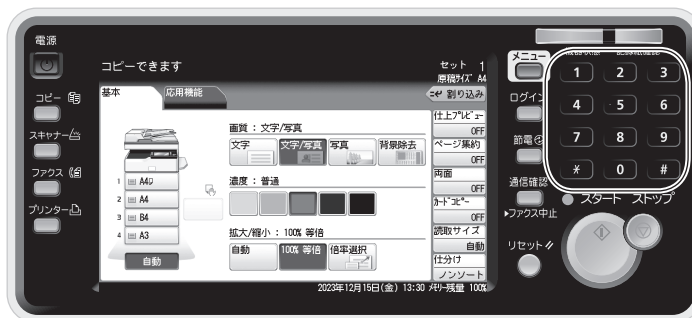 電源
コピー
スキャナー
ファクス
プリンター
コピーできます
セット 1
原稿ｻｲｽﾞ A4
基本
応用機能
割り込み
画質 : 文字/写真
文字
文字/写真
写真
背景除去
濃度 : 普通
拡大/縮小 : 100% 等倍
自動
100% 等倍
倍率選択
1 A4
2 A4
3 B4
4 A3
自動
仕上ﾌﾟﾚﾋﾞｭｰ
OFF
ページ集約
OFF
両面
OFF
ｶｰﾄﾞｺﾋﾟｰ
OFF
読取サイズ
自動
仕分け
ノンソート
2023年12月15日(金) 13:30 ﾒﾓﾘｰ残量 100%
メニュー
ログイン
節電
通信確認
▶ファクス中止
リセット
1 2 3
4 5 6
7 8 9
* 0 #
スタート ストップ